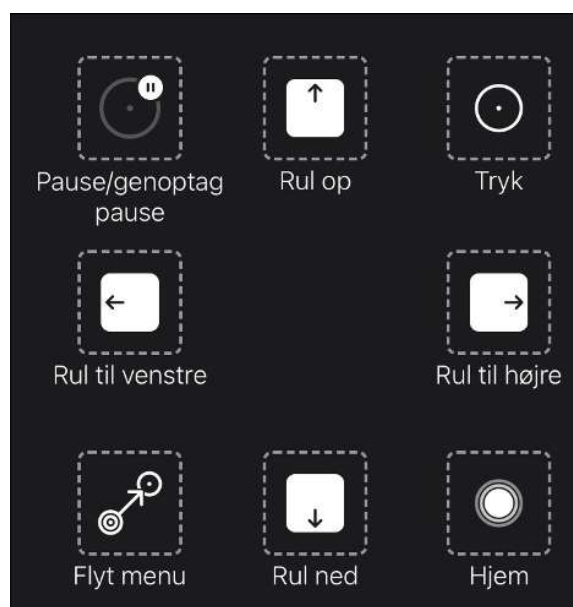 Pause/genoptag
pause
Rul op
Tryk
Rul til venstre
Rul til højre
Flyt menu
Rul ned
Hjem